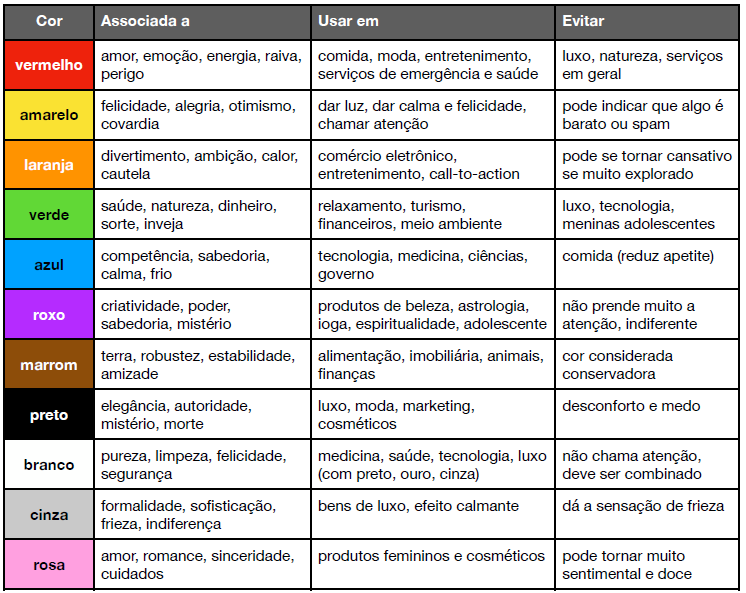 Cor Associada a Usar em Evitar
vermelho amor, emoção, energia, raiva, comida, moda, entretenimento, luxo, natureza, serviços
perigo serviços de emergência e saúde em geral
amarelo felicidade, alegria, otimismo, dar luz, dar calma e felicidade, pode indicar que algo é
covardia chamar atenção barato ou spam
laranja divertimento, ambição, calor, comércio eletrônico, pode se tornar cansativo
cautela entretenimento, call-to-action se muito explorado
verde saúde, natureza, dinheiro, relaxamento, turismo, luxo, tecnologia,
sorte, inveja financeiros, meio ambiente meninas adolescentes
azul competência, sabedoria, tecnologia, medicina, ciências, comida (reduz apetite)
calma, frio governo
roxo criatividade, poder, produtos de beleza, astrologia, não prende muito a
sabedoria, mistério ioga, espiritualidade, adolescente atenção, indiferente
marrom terra, robustez, estabilidade, alimentação, imobiliária, animais, cor considerada
amizade finanças conservadora
preto elegância, autoridade, luxo, moda, marketing, desconforto e medo
mistério, morte cosméticos
branco pureza, limpeza, felicidade, medicina, saúde, tecnologia, luxo não chama atenção,
segurança (com preto, ouro, cinza) deve ser combinado
cinza formalidade, sofisticação, bens de luxo, efeito calmante dá a sensação de frieza
frieza, indiferença
rosa amor, romance, sinceridade, produtos femininos e cosméticos pode tornar muito
cuidados sentimental e doce